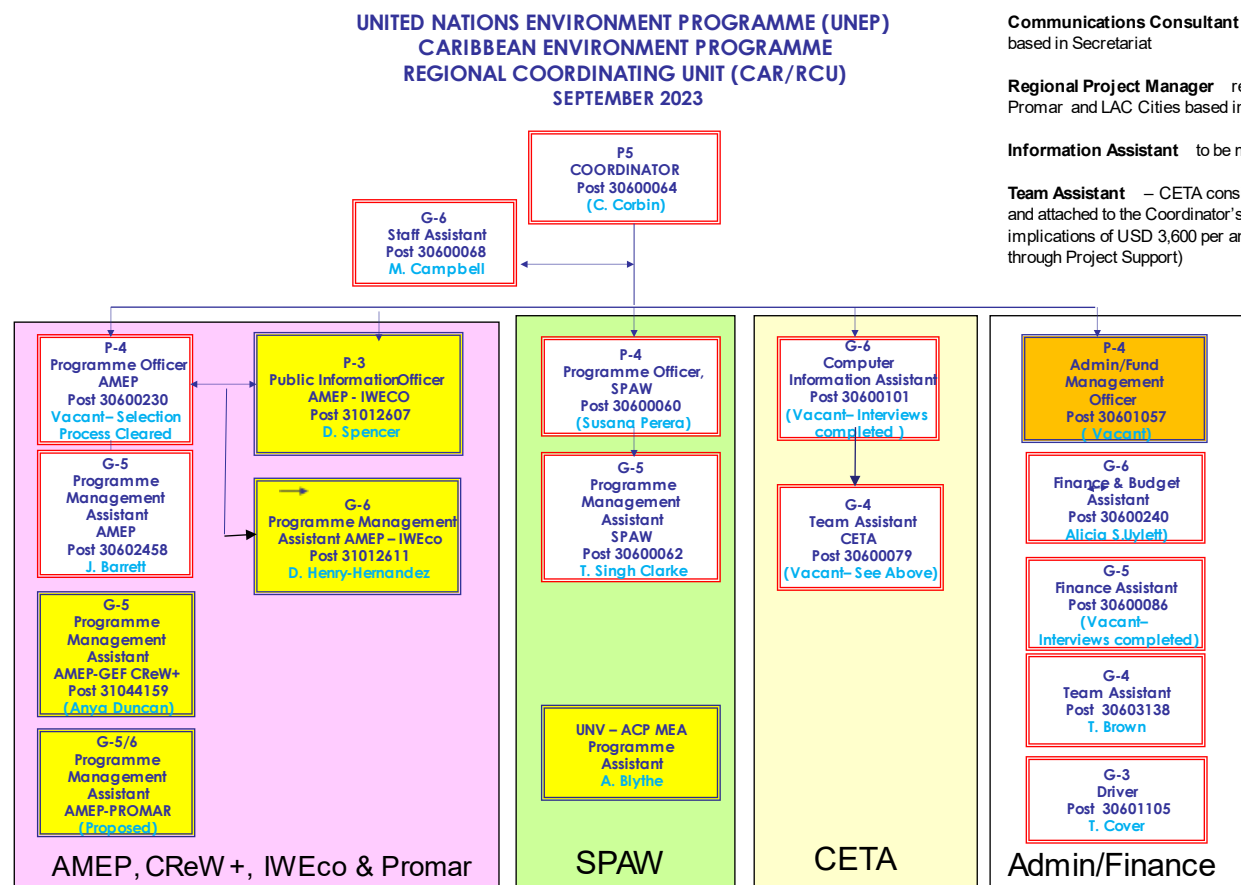 UNITED NATIONS ENVIRONMENT PROGRAMME (UNEP)
CARIBBEAN ENVIRONMENT PROGRAMME
REGIONAL COORDINATING UNIT (CAR/RCU)
SEPTEMBER 2023
Communications Consultant
based in Secretariat
Regional Project Manager
Promar and LAC Cities based
Information Assistant to be
Team Assistant – CETA
and attached to the Coordinator's
implications of USD 3,600 per
through Project Support)
P5
COORDINATOR
Post 30600064
(C. Corbin)
G-6
Staff Assistant
Post 30600068
M. Campbell
P-4
Programme Officer
AMEP
Post 30600230
Vacant– Selection
Process Cleared
G-5
Programme
Management
Assistant
AMEP
Post 30602458
J. Barrett
G-5
Programme
Management
Assistant
AMEP-GEF CReW+
Post 31044159
(Anya Duncan)
G-5/6
Programme
Management
Assistant
AMEP-PROMAR
(Proposed)
P-3
Public InformationOfficer
AMEP - IWECO
Post 31012607
D. Spencer
G-6
Programme Management
Assistant AMEP – IWEco
Post 31012611
D. Henry-Hernandez
AMEP, CReW +, IWEco & Promar
P-4
Programme Officer,
SPAW
Post 30600060
(Susana Perera)
G-5
Programme
Management
Assistant
SPAW
Post 30600062
T. Singh Clarke
UNV – ACP MEA
Programme
Assistant
A. Blythe
SPAW
G-6
Computer
Information Assistant
Post 30600101
(Vacant– Interviews
completed )
G-4
Team Assistant
CETA
Post 30600079
(Vacant– See Above)
CETA
P-4
Admin/Fund
Management
Officer
Post 30601057
( Vacant)
G-6
Finance & Budget
Assistant
Post 30600240
Alicia S.Uylett)
G-5
Finance Assistant
Post 30600086
(Vacant–
Interviews completed)
G-4
Team Assistant
Post 30603138
T. Brown
G-3
Driver
Post 30601105
T. Cover
Admin/Finance